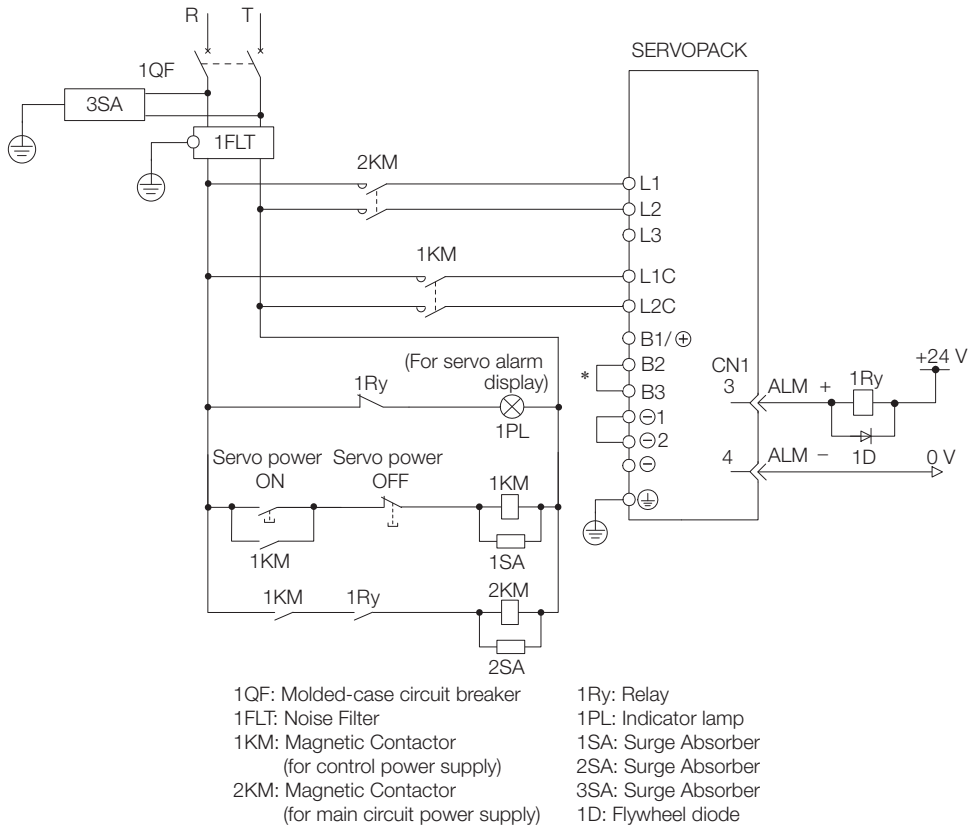 R T
SERVOPACK
1QF
3SA
1FLT
2KM
L1
L2
L3
1KM
L1C
L2C
B1/⊕
(For servo alarm
display)
B2
CN1
+24 V
1Ry
*
B3
3
ALM +
1Ry
1PL
⊖1
⊖2
1D
Servo power
ON
Servo power
OFF
⊖
4
ALM −
0 V
1KM
1KM
1SA
1KM
1Ry
2KM
2SA
1QF: Molded-case circuit breaker
1FLT: Noise Filter
1KM: Magnetic Contactor
(for control power supply)
2KM: Magnetic Contactor
(for main circuit power supply)
1Ry: Relay
1PL: Indicator lamp
1SA: Surge Absorber
2SA: Surge Absorber
3SA: Surge Absorber
1D: Flywheel diode